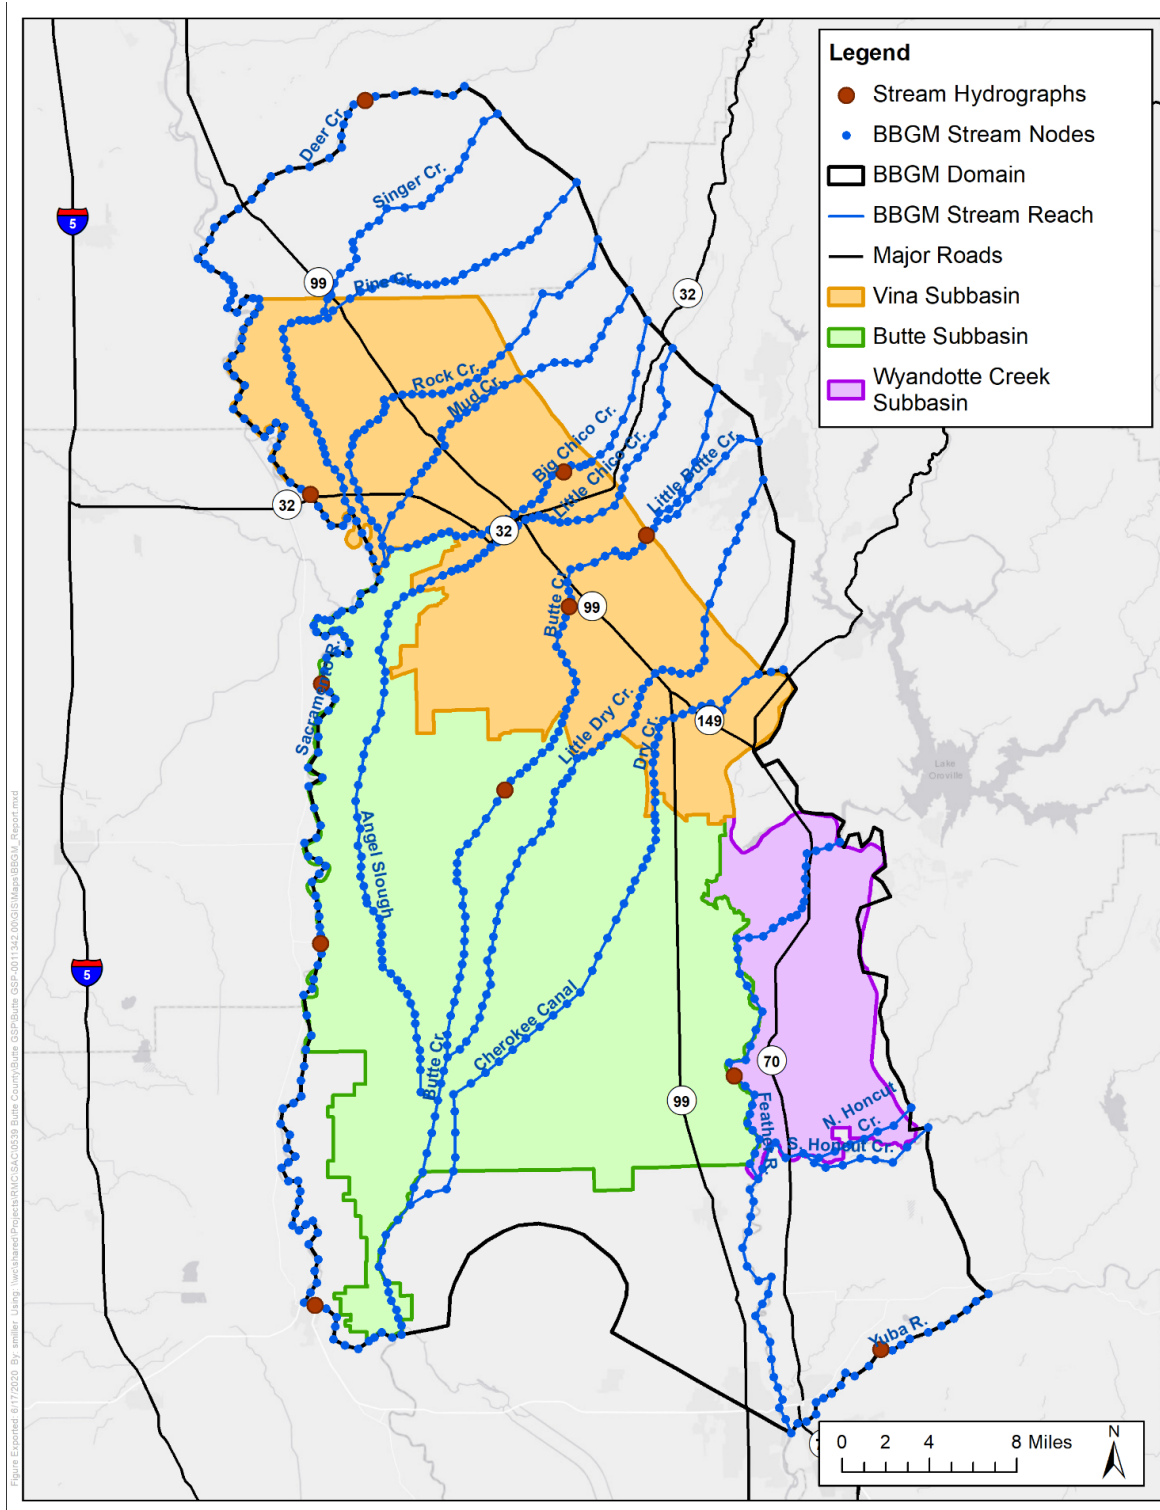 Legend
Stream Hydrographs
BBGM Stream Nodes
BBGM Domain
BBGM Stream Reach
Major Roads
Vina Subbasin
Butte Subbasin
Wyandotte Creek
Subbasin
Deer Cr.
Singer Cr.
5
99
Pine Cr.
32
Rock Cr.
Mud Cr.
Big Chico Cr.
Little Chico Cr.
Little Butte Cr.
32
32
Butte Cr.
99
Sacramento R.
Little Dry Cr.
Dry Cr.
149
Lake
Oroville
Angel Slough
5
Cherokee Canal
Butte Cr.
70
99
Feather R.
N. Honcut
Cr.
S. Honcut Cr.
Yuba R.
0 2 4 8 Miles
N